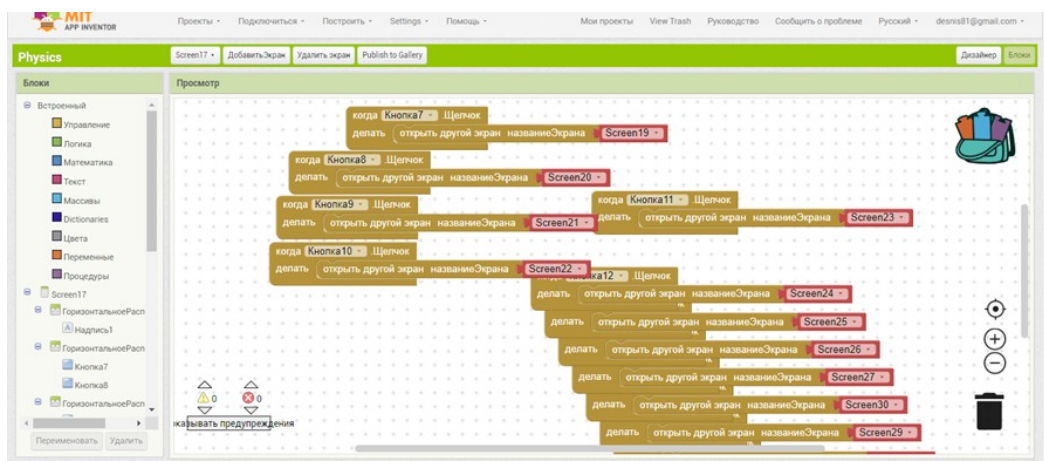 MIT
APP INVENTOR
Проекты Подключиться Построить Settings Помощь Мои проекты View Trash Руководство Сообщить о проблеме Русский desnis81@gmail.com
Physics
Screen17 ДобавитьЭкран Удалить экран Publish to Gallery Дизайнер Блоки
Блоки
Просмотр
Встроенный
Управление
Логика
Математика
Текст
Массивы
Dictionaries
Цвета
Переменные
Процедуры
Screen17
ГоризонтальноеРасп
Надпись1
ГоризонтальноеРасп
Кнопка7
Кнопка8
ГоризонтальноеРасп
Переименовать Удалить
когда Кнопка7 .Щелчок
делать открыть другой экран названиеЭкрана Screen19
когда Кнопка8 .Щелчок
делать открыть другой экран названиеЭкрана Screen20
когда Кнопка9 .Щелчок
делать открыть другой экран названиеЭкрана Screen21
когда Кнопка11 .Щелчок
делать открыть другой экран названиеЭкрана Screen23
когда Кнопка10 .Щелчок
делать открыть другой экран названиеЭкрана Screen22
ка12 .Щелчок
делать открыть другой экран названиеЭкрана Screen24
делать открыть другой экран названиеЭкрана Screen25
делать открыть другой экран названиеЭкрана Screen26
делать открыть другой экран названиеЭкрана Screen27
делать открыть другой экран названиеЭкрана Screen30
делать открыть другой экран названиеЭкрана Screen29
0 0
казывать предупреждения